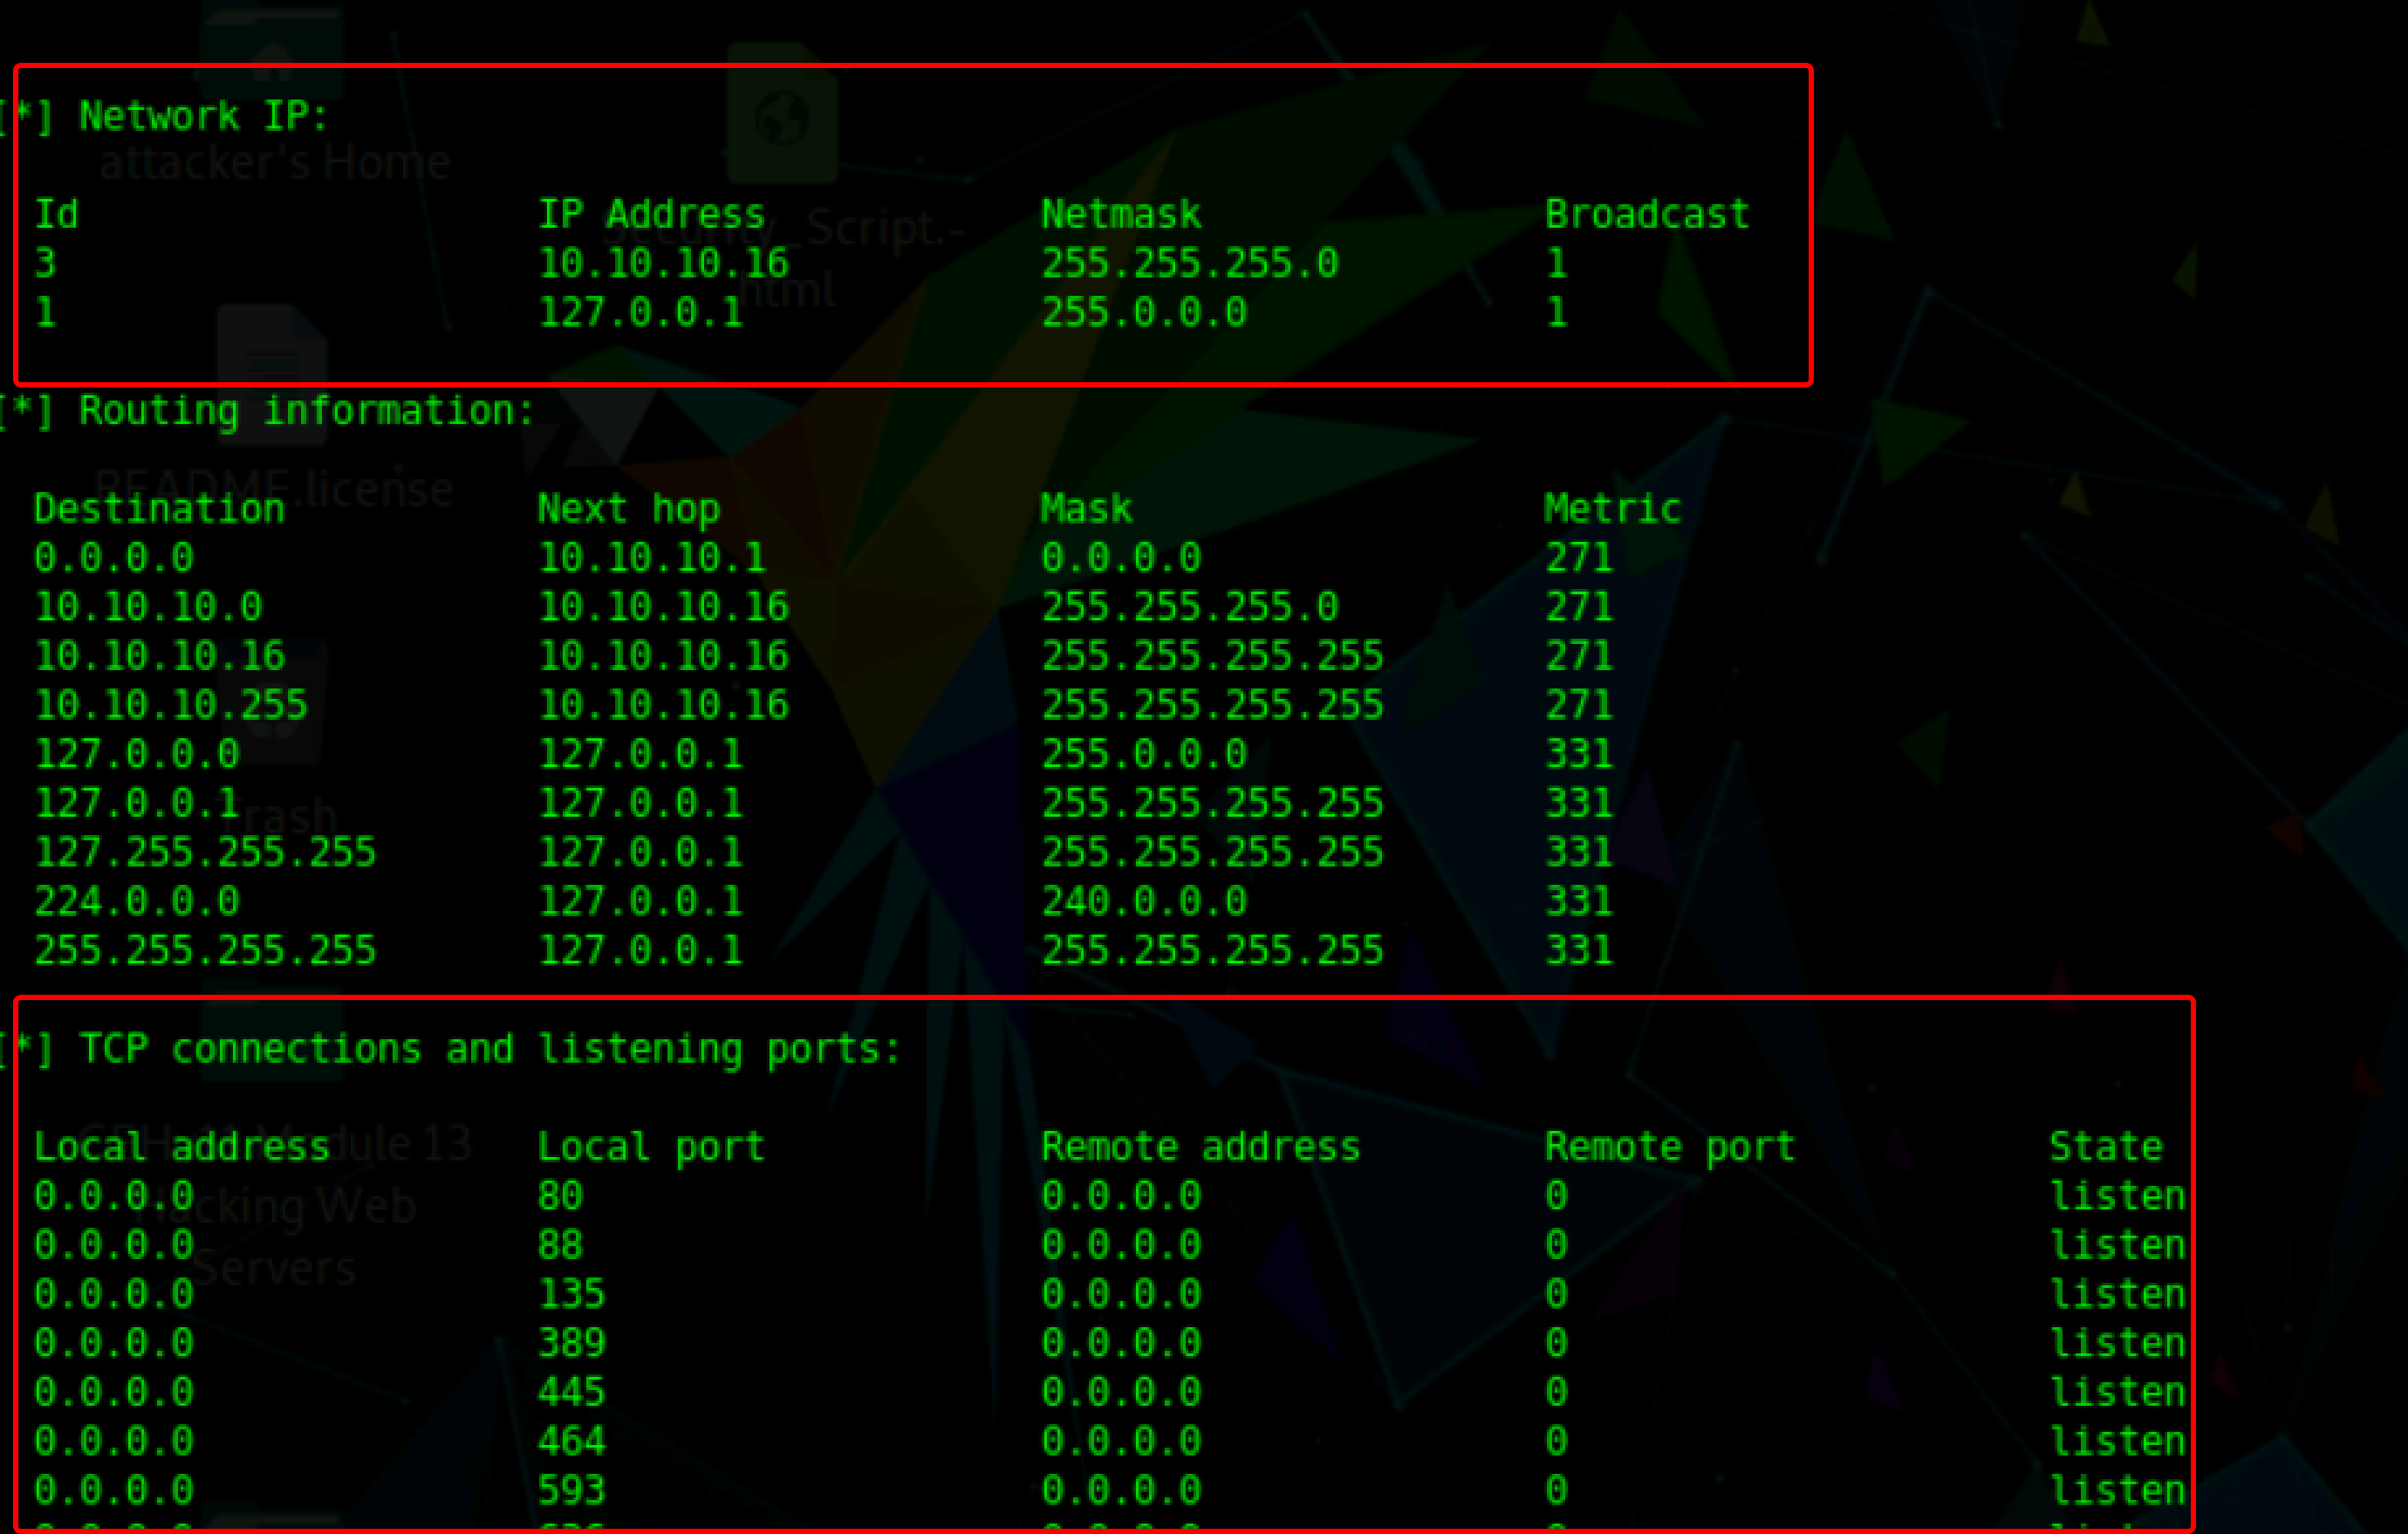 [*] Network IP:
attacker's Home
Id IP Address Netmask Broadcast
Security_Script.-
3 10.10.10.16 255.255.255.0 1
html
1 127.0.0.1 255.0.0.0 1
[*] Routing information:
README.license
Destination Next hop Mask Metric
0.0.0.0 10.10.10.1 0.0.0.0 271
10.10.10.0 10.10.10.16 255.255.255.0 271
10.10.10.16 10.10.10.16 255.255.255.255 271
10.10.10.255 10.10.10.16 255.255.255.255 271
127.0.0.0 127.0.0.1 255.0.0.0 331
127.0.0.1 127.0.0.1 255.255.255.255 331
Trash
127.255.255.255 127.0.0.1 255.255.255.255 331
224.0.0.0 127.0.0.1 240.0.0.0 331
255.255.255.255 127.0.0.1 255.255.255.255 331
[*] TCP connections and listening ports:
Module 13
Local address Local port Remote address Remote port State
0.0.0.0 80 0.0.0.0 0 listen
Hacking Web
0.0.0.0 88 0.0.0.0 0 listen
Servers
0.0.0.0 135 0.0.0.0 0 listen
0.0.0.0 389 0.0.0.0 0 listen
0.0.0.0 445 0.0.0.0 0 listen
0.0.0.0 464 0.0.0.0 0 listen
0.0.0.0 593 0.0.0.0 0 listen